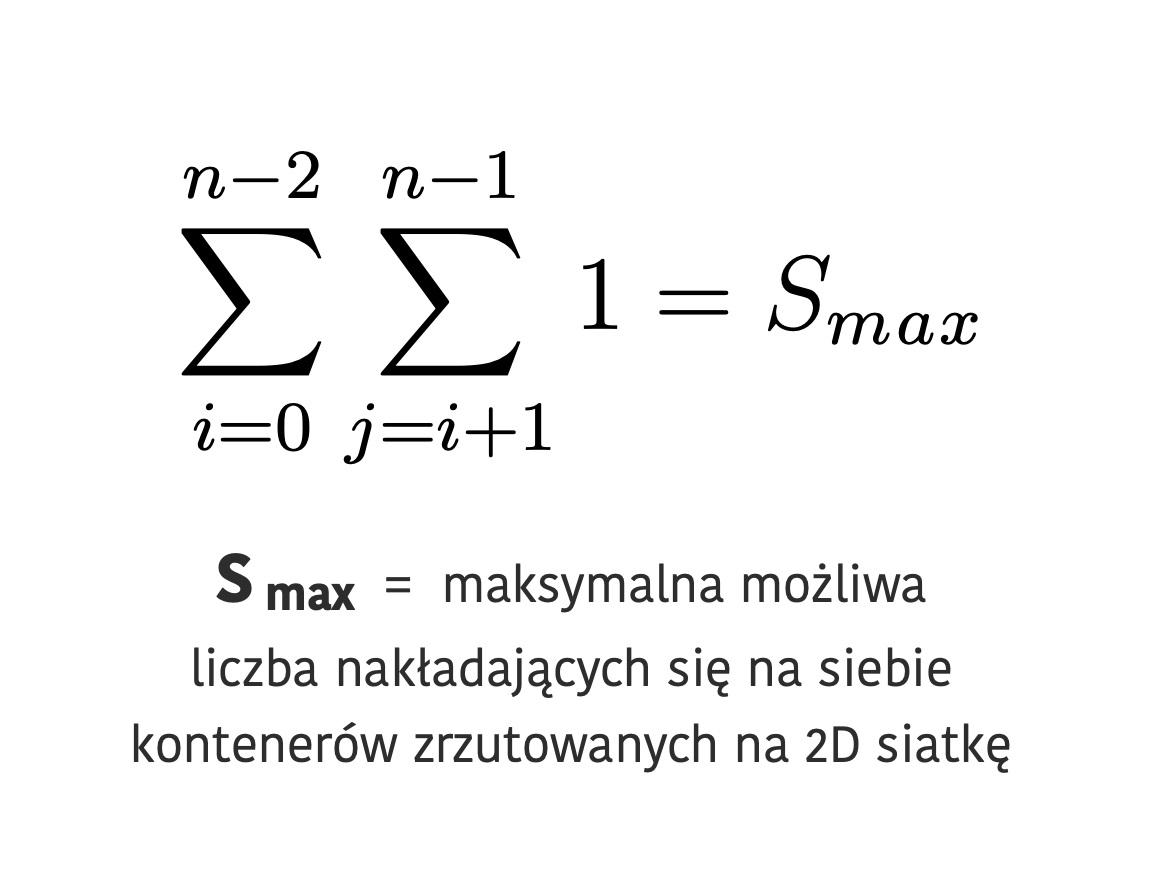 n−2 n−1
∑ ∑ 1 = S_max
i=0 j=i+1
S max = maksymalna możliwa
liczba nakładających się na siebie
kontenerów zrzutowanych na 2D siatkę